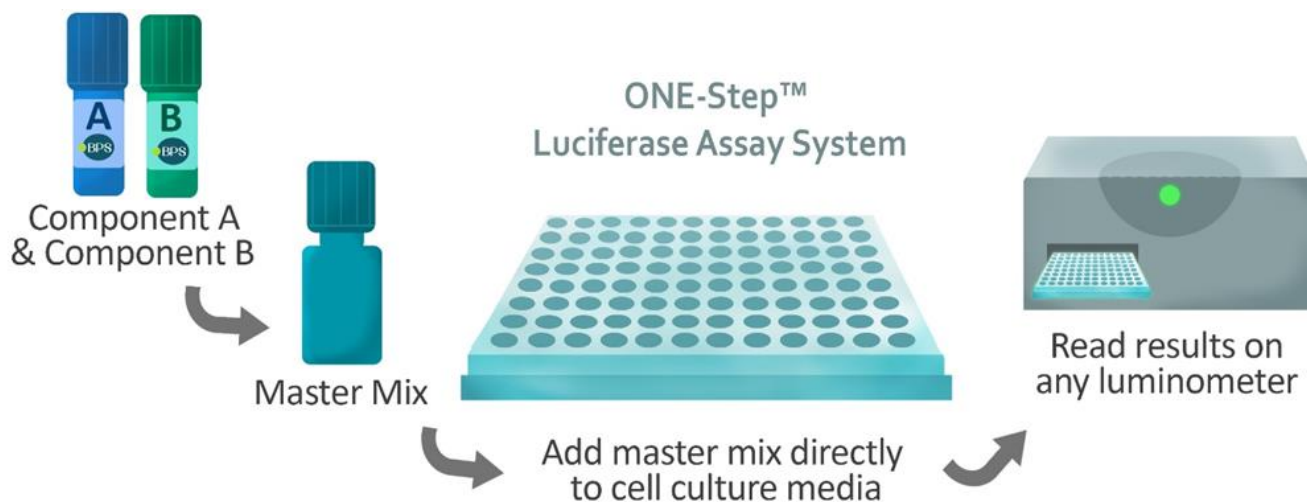 A
BPS
B
BPS
Component A
& Component B
Master Mix
ONE-Step™
Luciferase Assay System
Add master mix directly
to cell culture media
Read results on
any luminometer